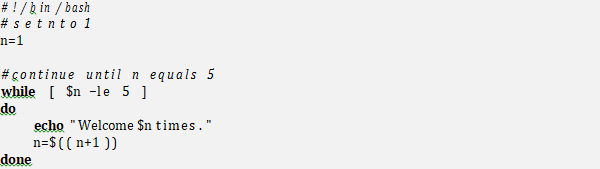 #!/bin/bash
# set n to 1
n=1
#continue until n equals 5
while [ $n -le 5 ]
do
echo "Welcome $n times."
n=$(( n+1 ))
done